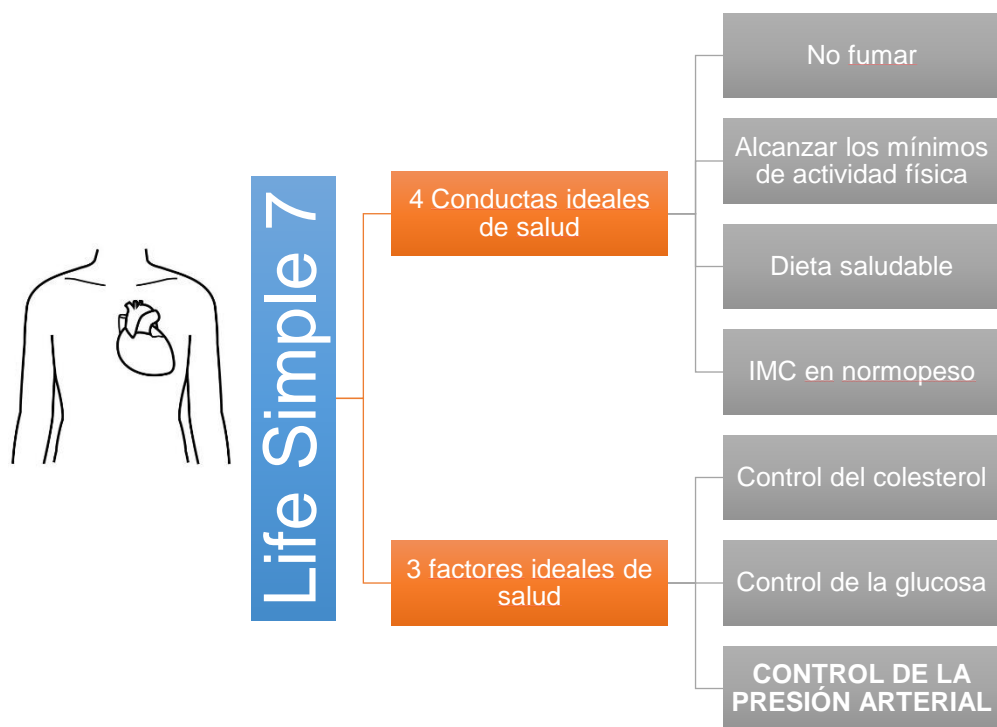 Life Simple 7
4 Conductas ideales
de salud
No fumar
Alcanzar los mínimos
de actividad física
Dieta saludable
IMC en normopeso
3 factores ideales de
salud
Control del colesterol
Control de la glucosa
CONTROL DE LA
PRESIÓN ARTERIAL